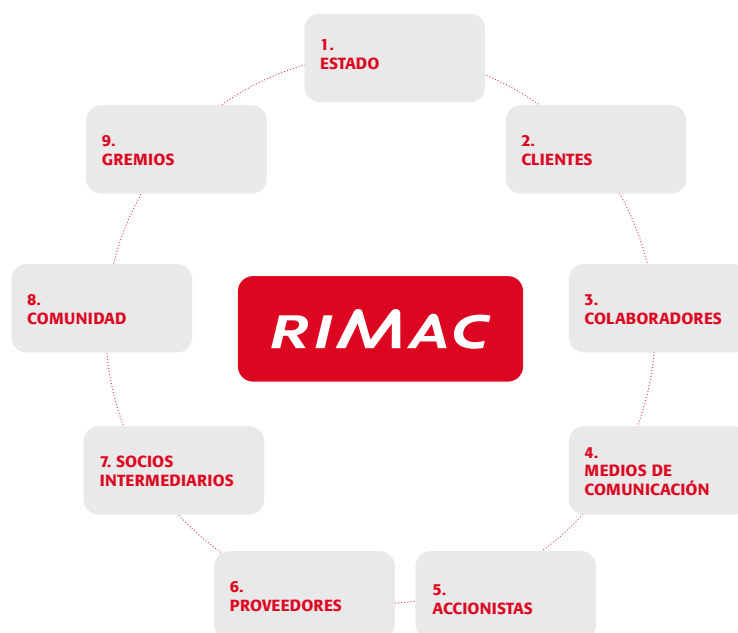 1.
ESTADO
2.
CLIENTES
3.
COLABORADORES
4.
MEDIOS DE
COMUNICACIÓN
5.
ACCIONISTAS
6.
PROVEEDORES
7. SOCIOS
INTERMEDIARIOS
8.
COMUNIDAD
9.
GREMIOS
RIMAC